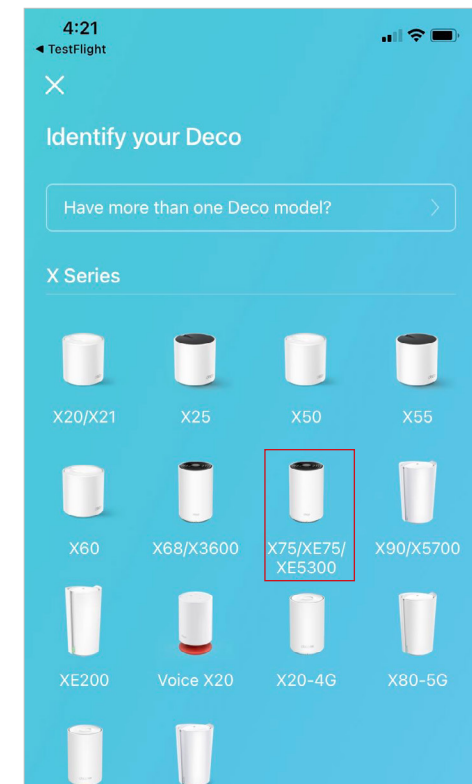 4:21
◀ TestFlight
Identify your Deco
Have more than one Deco model?
X Series
X20/X21
X25
X50
X55
X60
X68/X3600
X75/XE75/
XE5300
X90/X5700
XE200
Voice X20
X20-4G
X80-5G